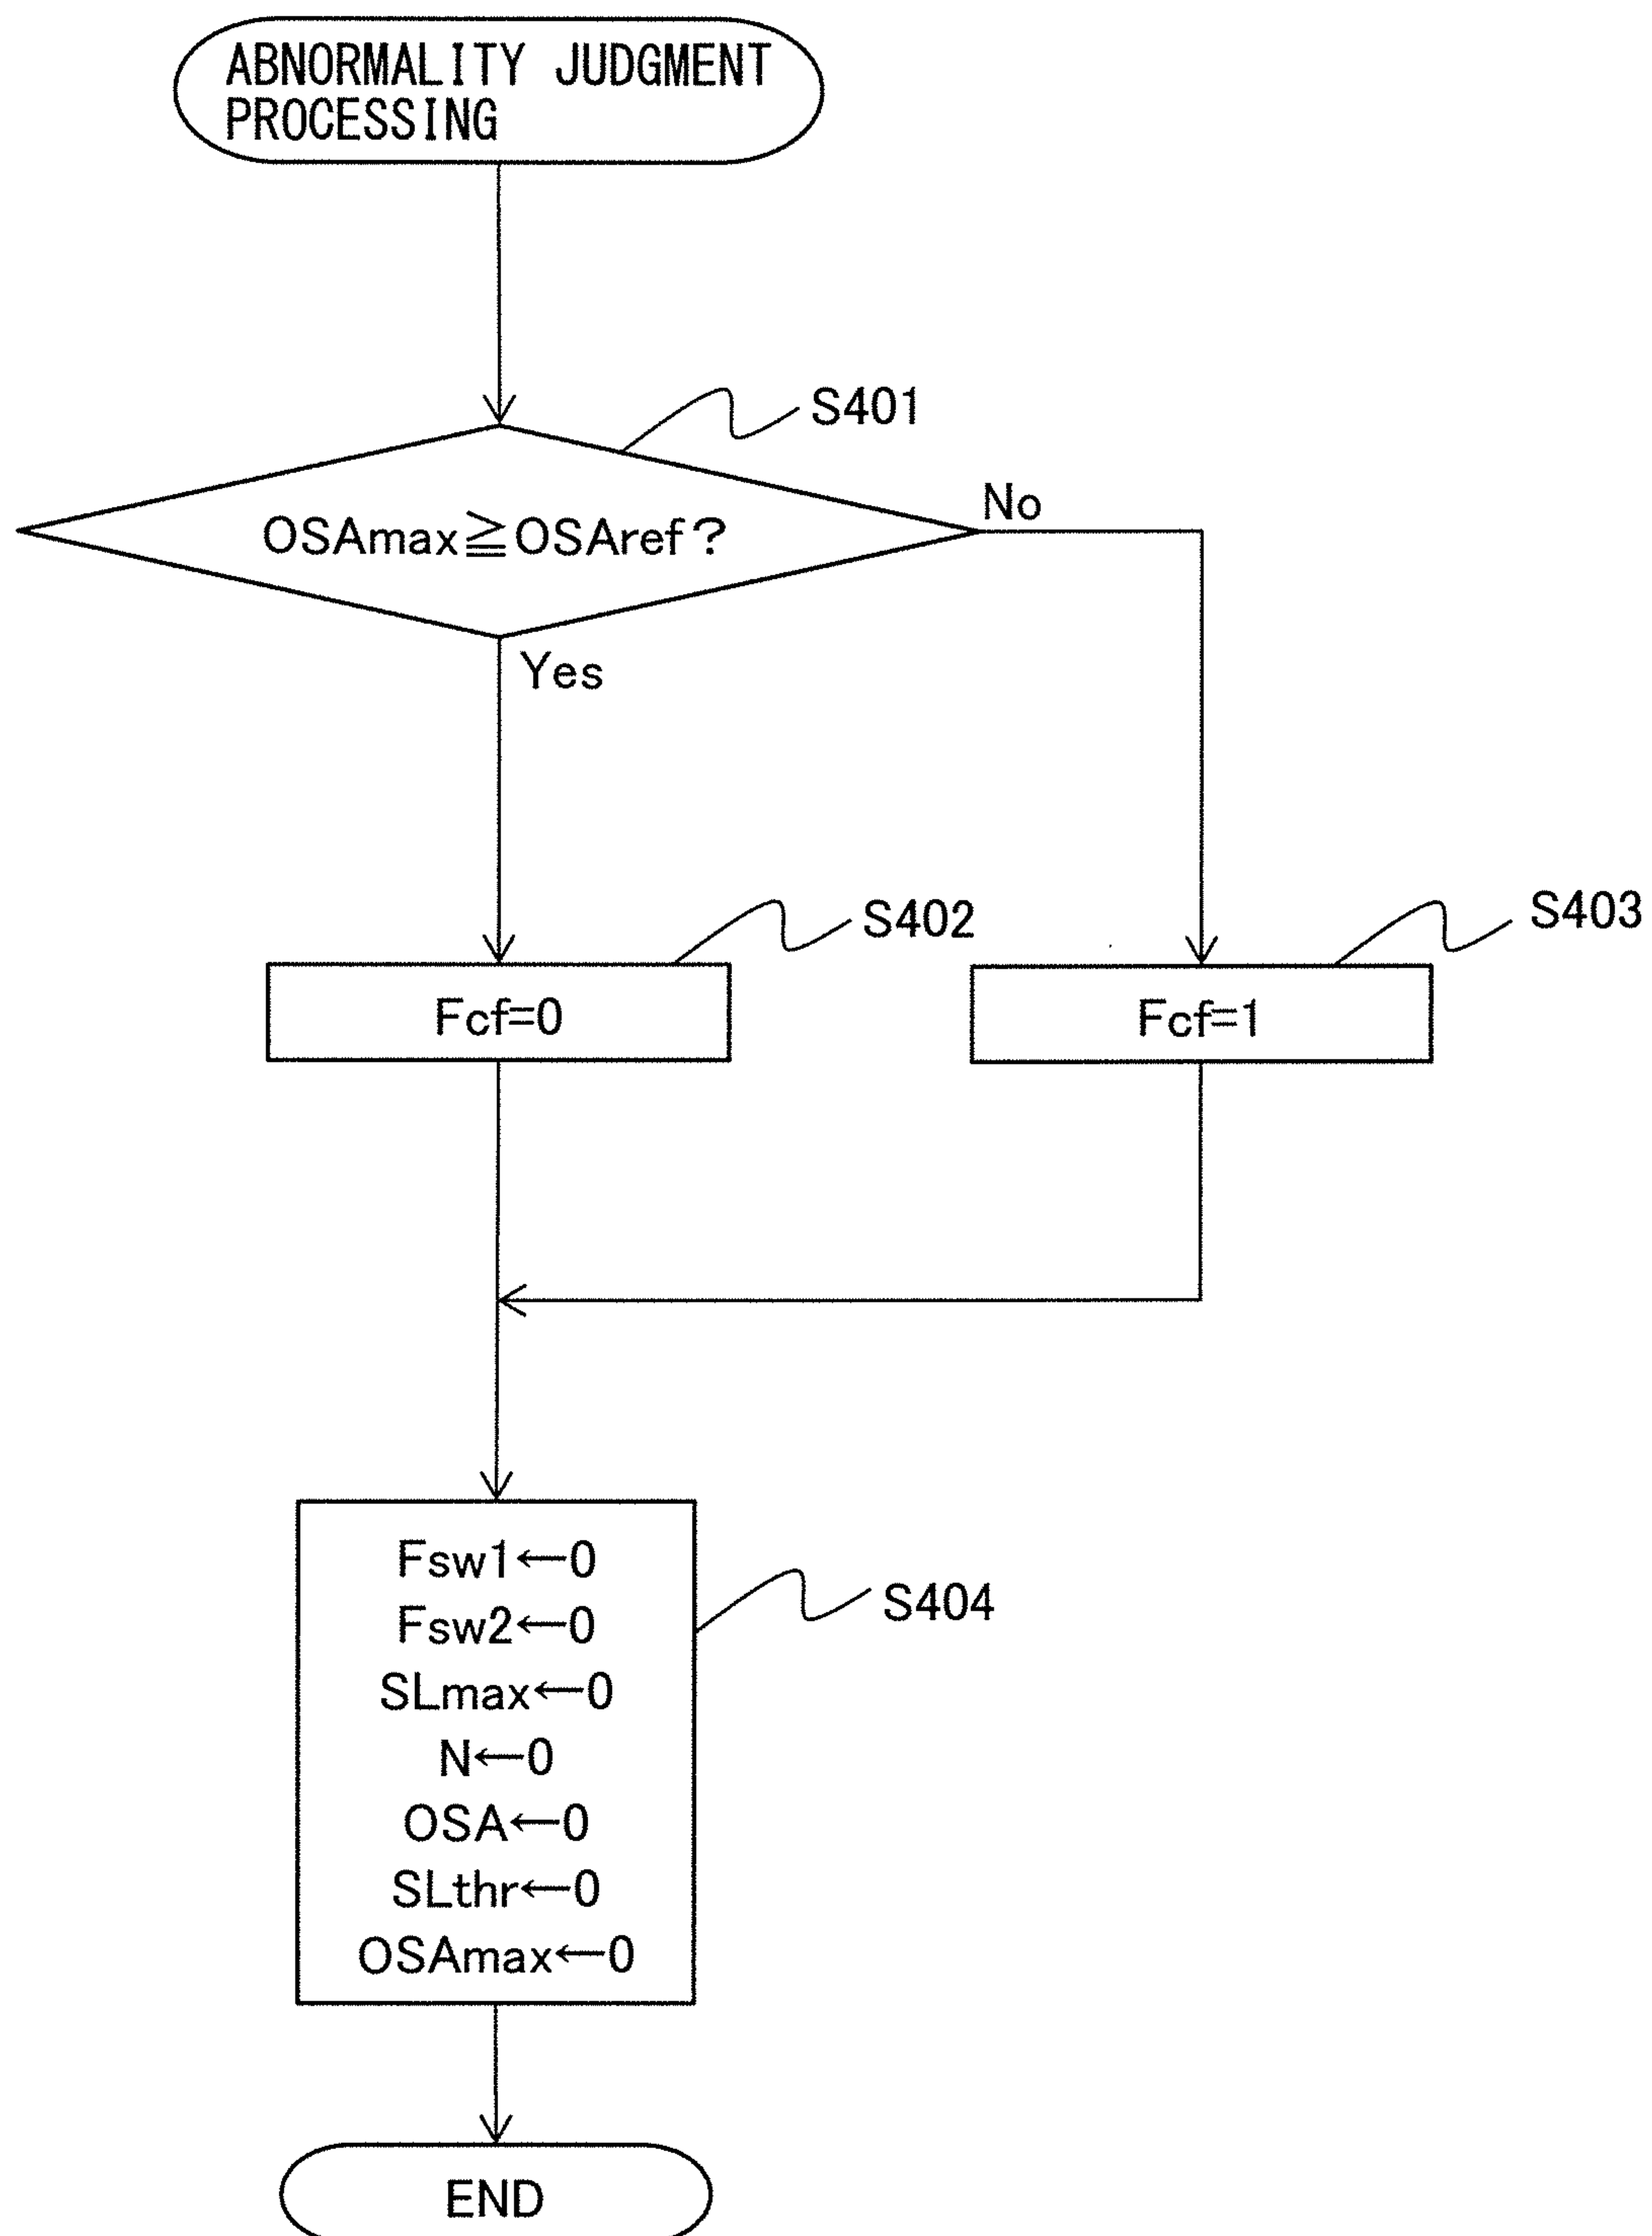 ABNORMALITY JUDGMENT
PROCESSING
S401
OSAmax≧OSAref?
No
Yes
S402
S403
Fcf=0
Fcf=1
Fsw1←0
Fsw2←0
SLmax←0
N←0
OSA←0
SLthr←0
OSAmax←0
S404
END